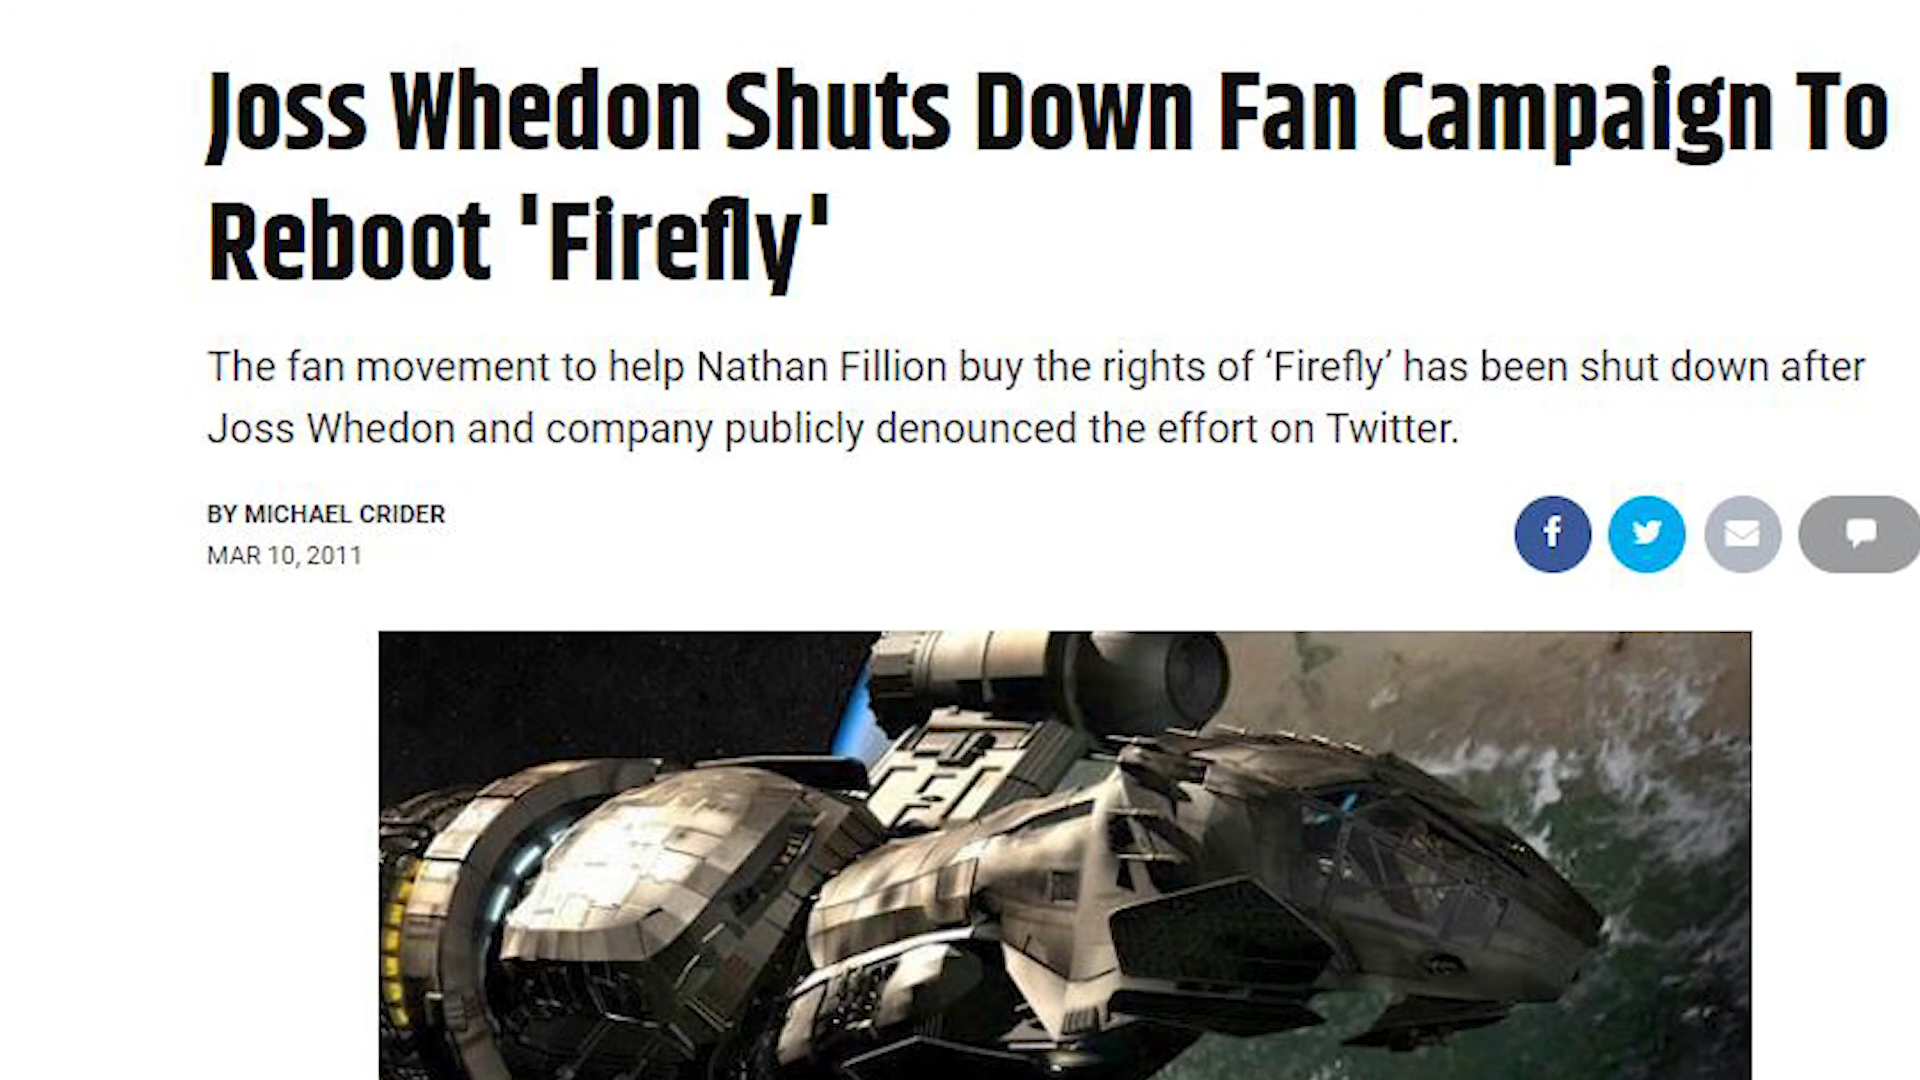 Joss Whedon Shuts Down Fan Campaign To
Reboot 'Firefly'
The fan movement to help Nathan Fillion buy the rights of ‘Firefly’ has been shut down after
Joss Whedon and company publicly denounced the effort on Twitter.
BY MICHAEL CRIDER
MAR 10, 2011